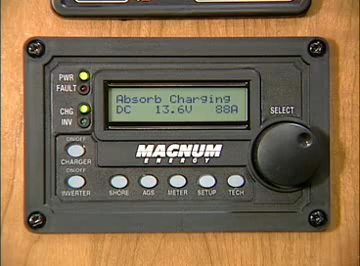 PWR
FAULT
CHG
INV
Absorb Charging
DC 13.6V 88A
SELECT
ON/OFF
CHARGER
ON/OFF
INVERTER
MAGNUM
ENERGY
SHORE
AGS
METER
SETUP
TECH